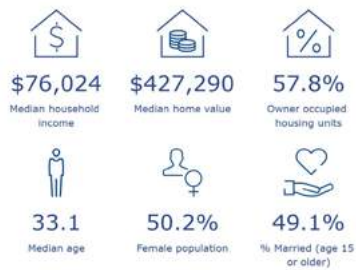 $76,024
Median household
income
$427,290
Median home value
57.8%
Owner occupied
housing units
33.1
Median age
50.2%
Female population
49.1%
% Married (age 15
or older)